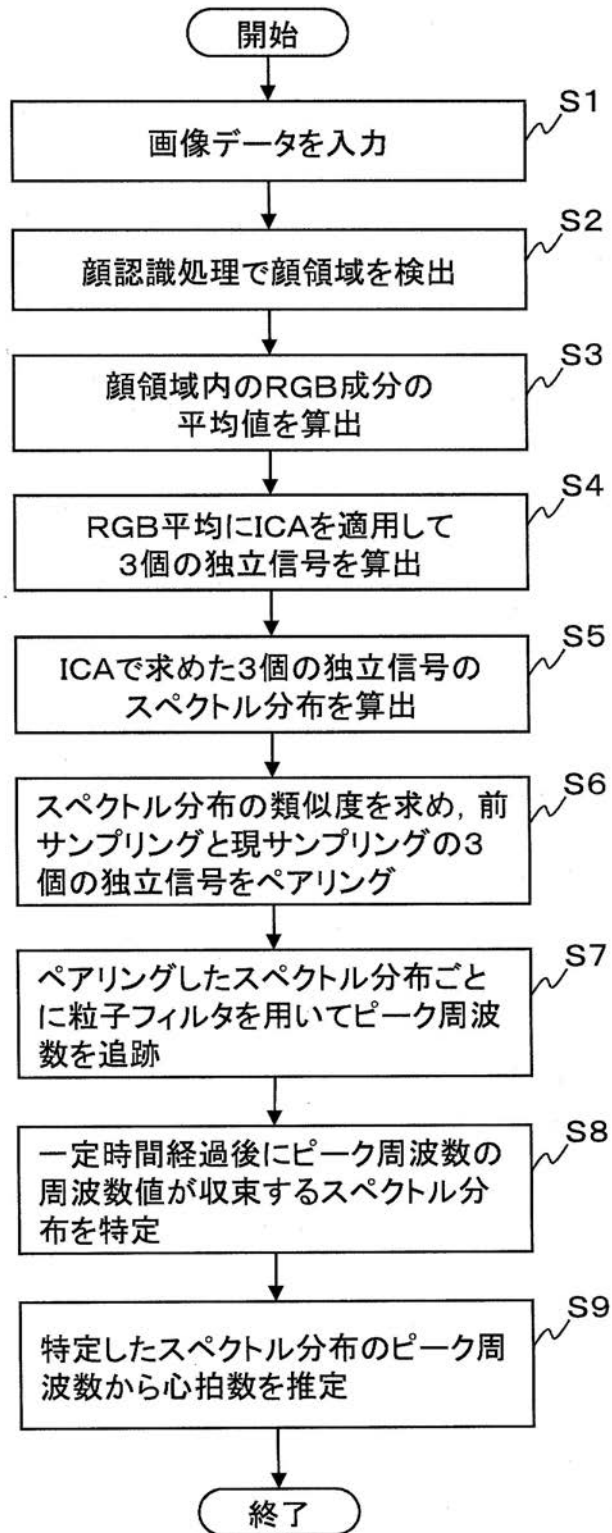 開始
S1
画像データを入力
S2
顔認識処理で顔領域を検出
S3
顔領域内のRGB成分の
平均値を算出
S4
RGB平均にICAを適用して
3個の独立信号を算出
S5
ICAで求めた3個の独立信号の
スペクトル分布を算出
S6
スペクトル分布の類似度を求め,前
サンプリングと現サンプリングの3
個の独立信号をペアリング
S7
ペアリングしたスペクトル分布ごと
に粒子フィルタを用いてピーク周波
数を追跡
S8
一定時間経過後にピーク周波数の
周波数値が収束するスペクトル分
布を特定
S9
特定したスペクトル分布のピーク周
波数から心拍数を推定
終了